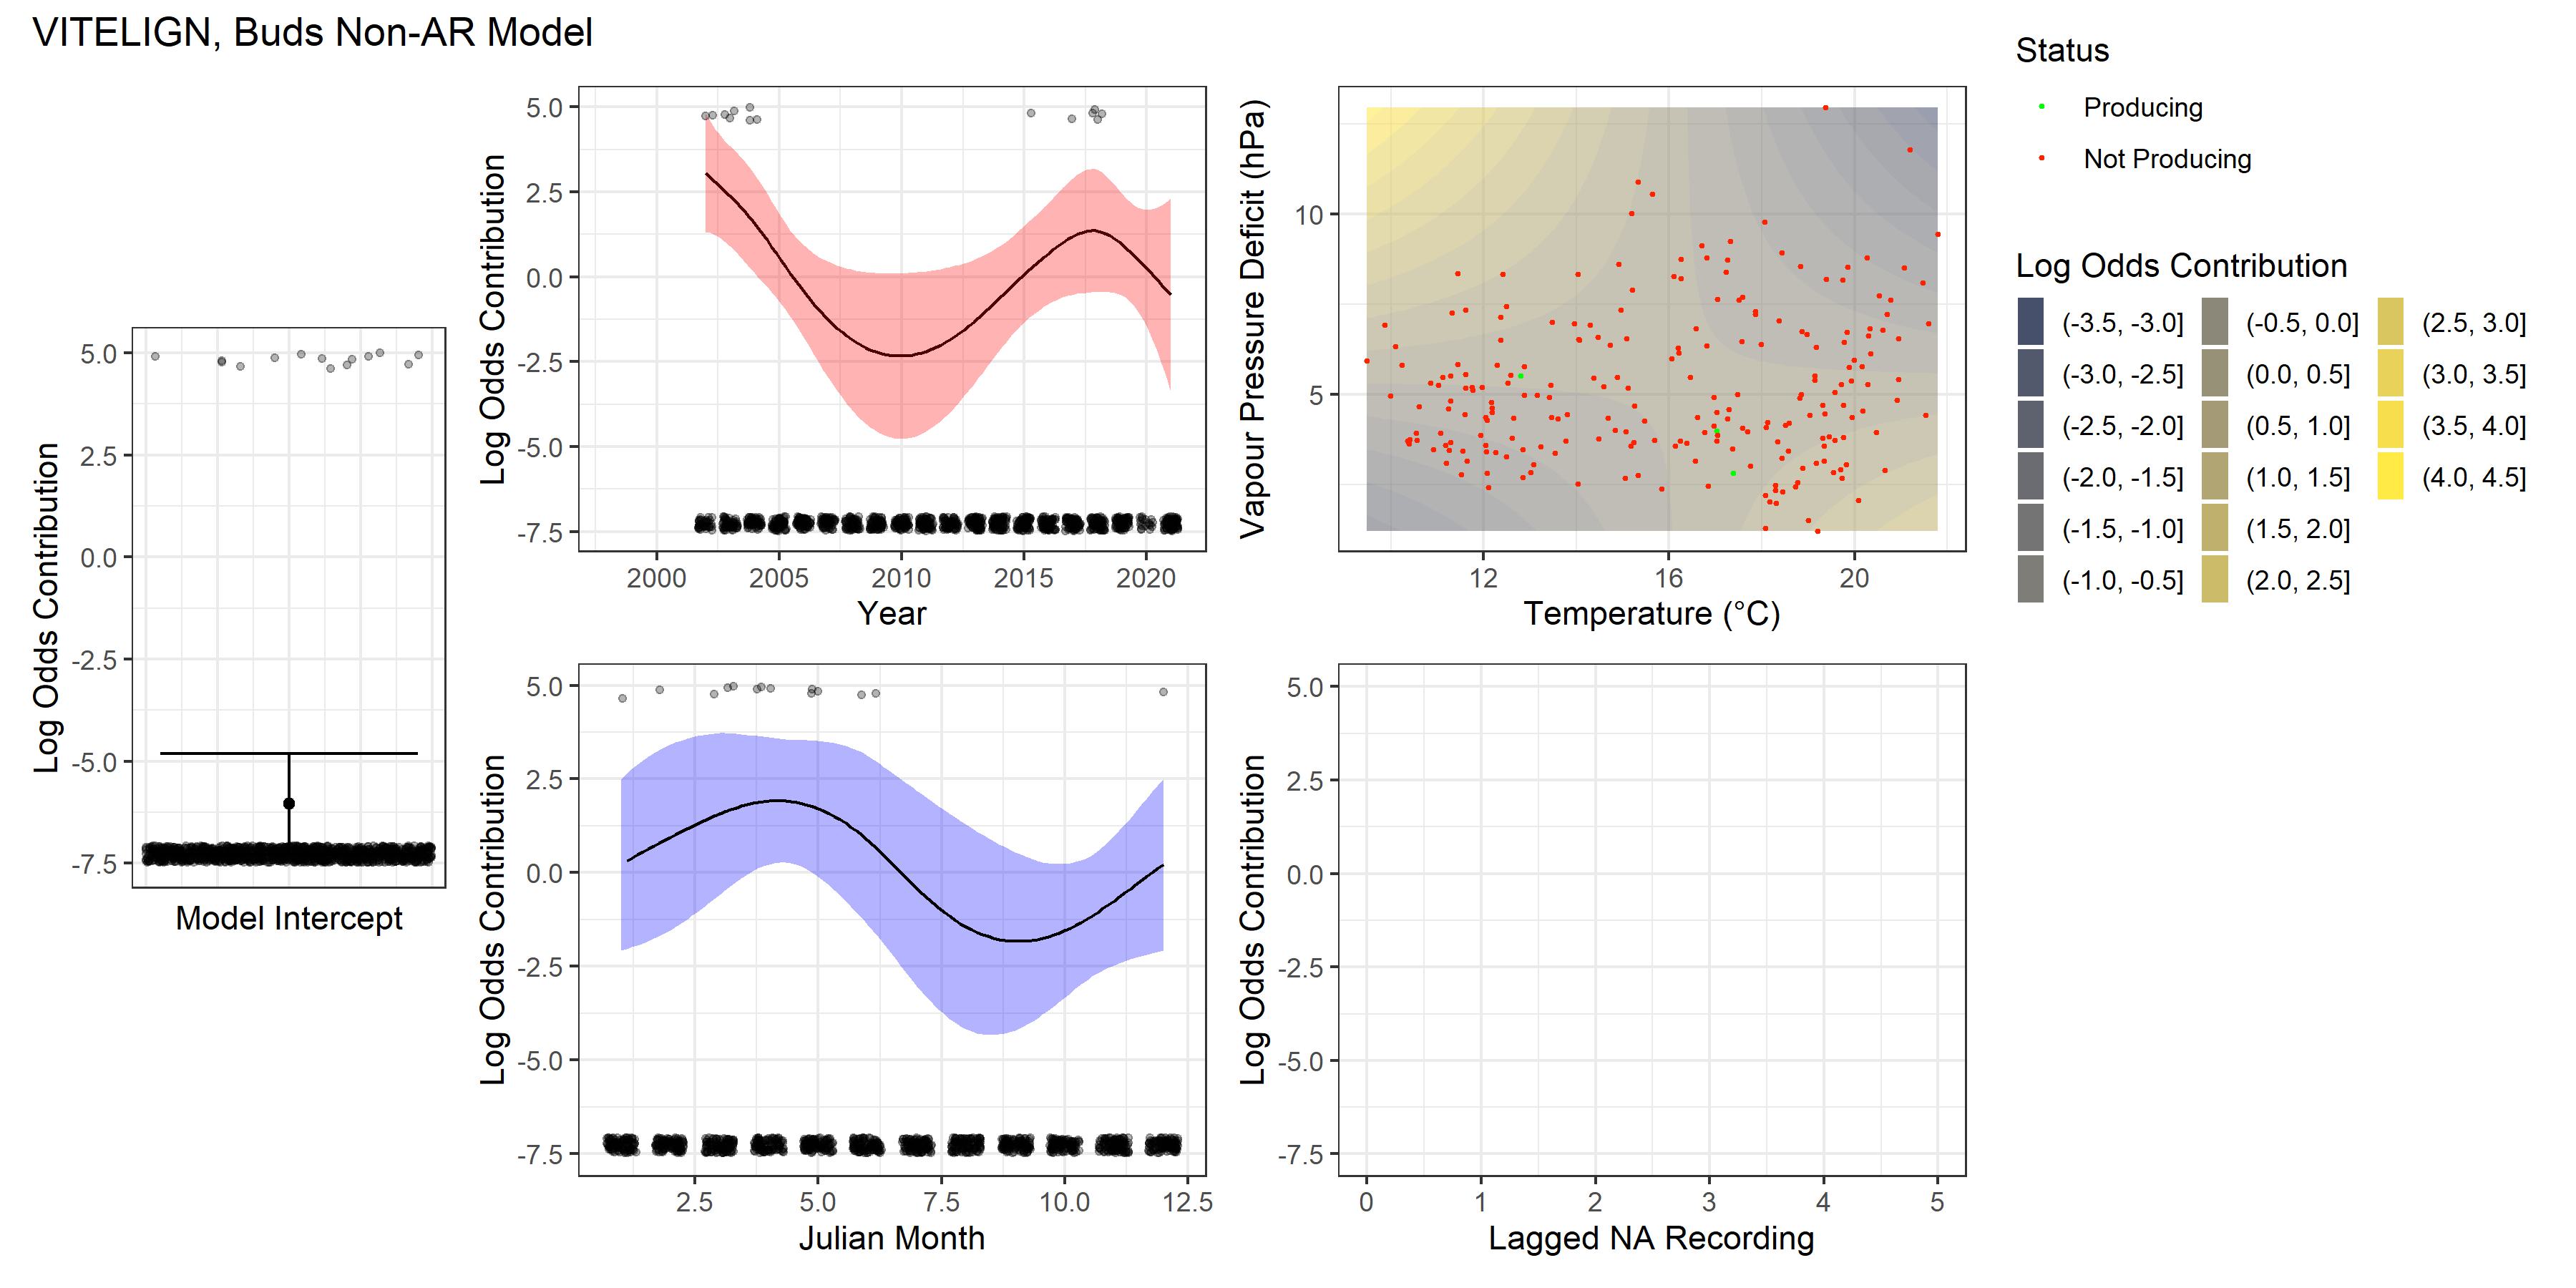 VITELIGN, Buds Non-AR Model
Log Odds Contribution
5.0
2.5
0.0
-2.5
-5.0
-7.5
Model Intercept
Log Odds Contribution
5.0
2.5
0.0
-2.5
-5.0
-7.5
2000 2005 2010 2015 2020
Year
Vapour Pressure Deficit (hPa)
10
5
12 16 20
Temperature (°C)
Status
Producing
Not Producing
Log Odds Contribution
(-3.5, -3.0] (-0.5, 0.0] (2.5, 3.0]
(-3.0, -2.5] (0.0, 0.5] (3.0, 3.5]
(-2.5, -2.0] (0.5, 1.0] (3.5, 4.0]
(-2.0, -1.5] (1.0, 1.5] (4.0, 4.5]
(-1.5, -1.0] (1.5, 2.0]
(-1.0, -0.5] (2.0, 2.5]
Log Odds Contribution
5.0
2.5
0.0
-2.5
-5.0
-7.5
2.5 5.0 7.5 10.0 12.5
Julian Month
Log Odds Contribution
5.0
2.5
0.0
-2.5
-5.0
-7.5
0 1 2 3 4 5
Lagged NA Recording